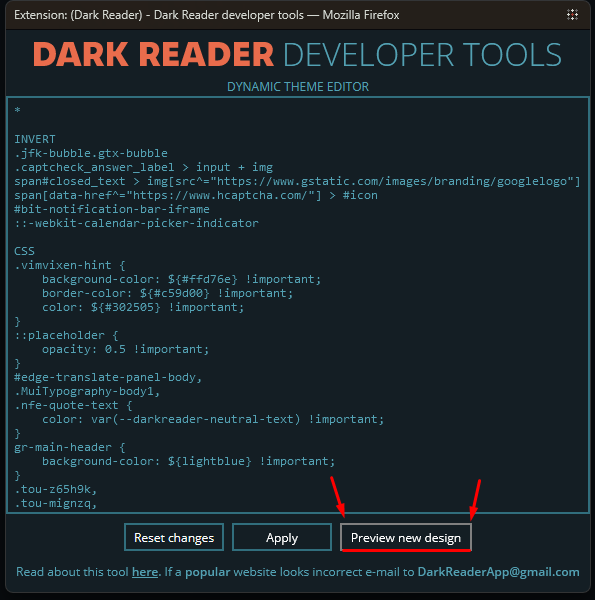 Extension: (Dark Reader) - Dark Reader developer tools — Mozilla Firefox
DARK READER DEVELOPER TOOLS
DYNAMIC THEME EDITOR
*
INVERT
.jfk-bubble.gtx-bubble
.captcheck_answer_label > input + img
span#closed_text > img[src^="https://www.gstatic.com/images/branding/googlelogo"]
span[data-href^="https://www.hcaptcha.com/"] > #icon
#bit-notification-bar-iframe
::-webkit-calendar-picker-indicator
CSS
.vimvixen-hint {
    background-color: ${#ffd76e} !important;
    border-color: ${#c59d00} !important;
    color: ${#302505} !important;
}
::placeholder {
    opacity: 0.5 !important;
}
#edge-translate-panel-body,
.MuiTypography-body1,
.nfe-quote-text {
    color: var(--darkreader-neutral-text) !important;
}
gr-main-header {
    background-color: ${lightblue} !important;
}
.tou-z65h9k,
.tou-mignzq,
Reset changes
Apply
Preview new design
Read about this tool here. If a popular website looks incorrect e-mail to DarkReaderApp@gmail.com